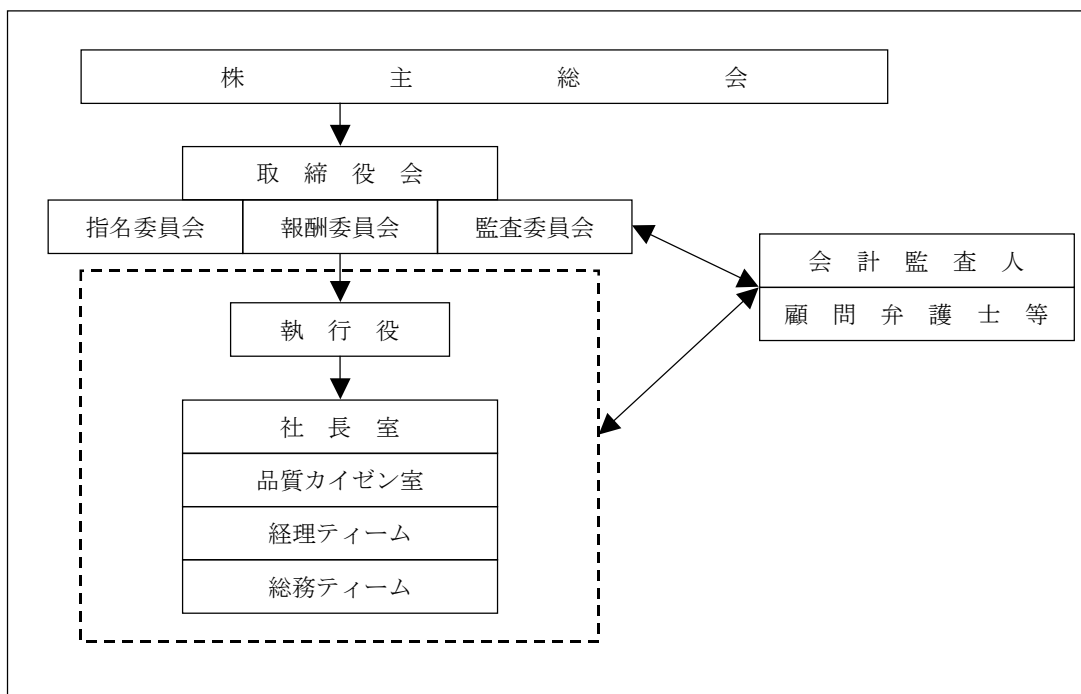 株主総会
取締役会
指名委員会 報酬委員会 監査委員会
会計監査人
顧問弁護士等
執行役
社長室
品質カイゼン室
経理ティーム
総務ティーム